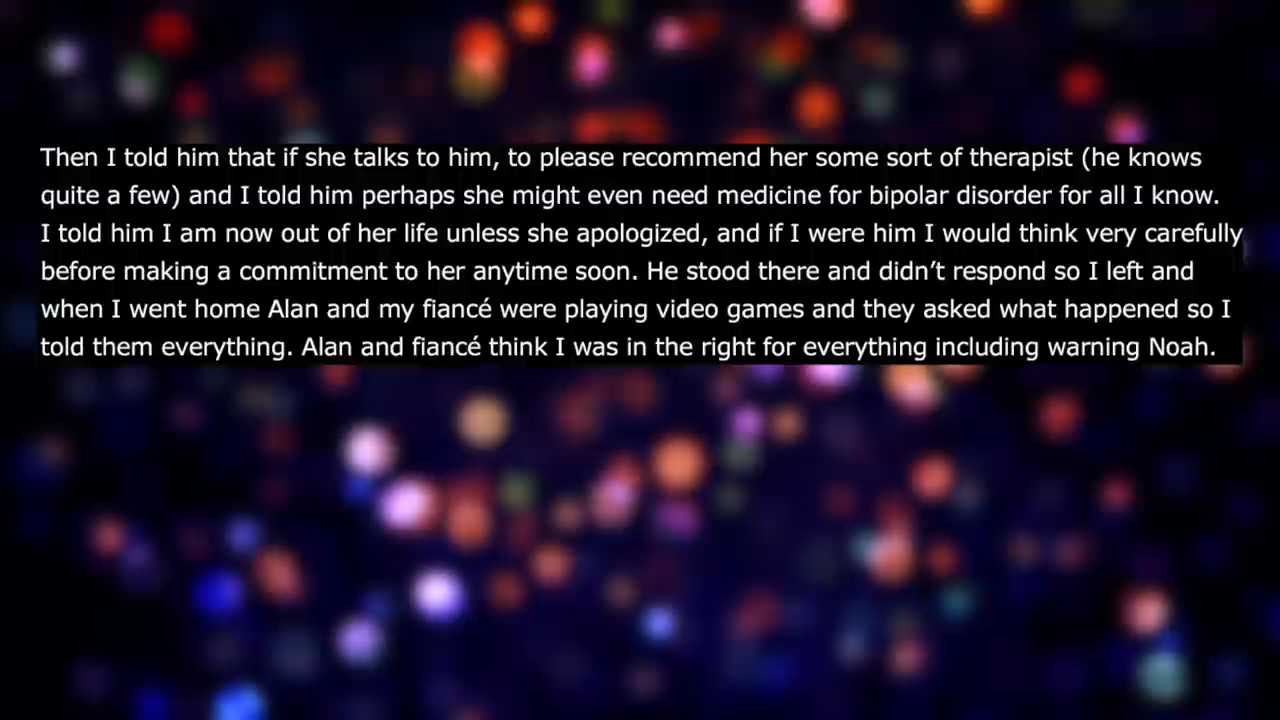 Then I told him that if she talks to him, to please recommend her some sort of therapist (he knows
quite a few) and I told him perhaps she might even need medicine for bipolar disorder for all I know.
I told him I am now out of her life unless she apologized, and if I were him I would think very carefully
before making a commitment to her anytime soon. He stood there and didn’t respond so I left and
when I went home Alan and my fiancé were playing video games and they asked what happened so I
told them everything. Alan and fiancé think I was in the right for everything including warning Noah.